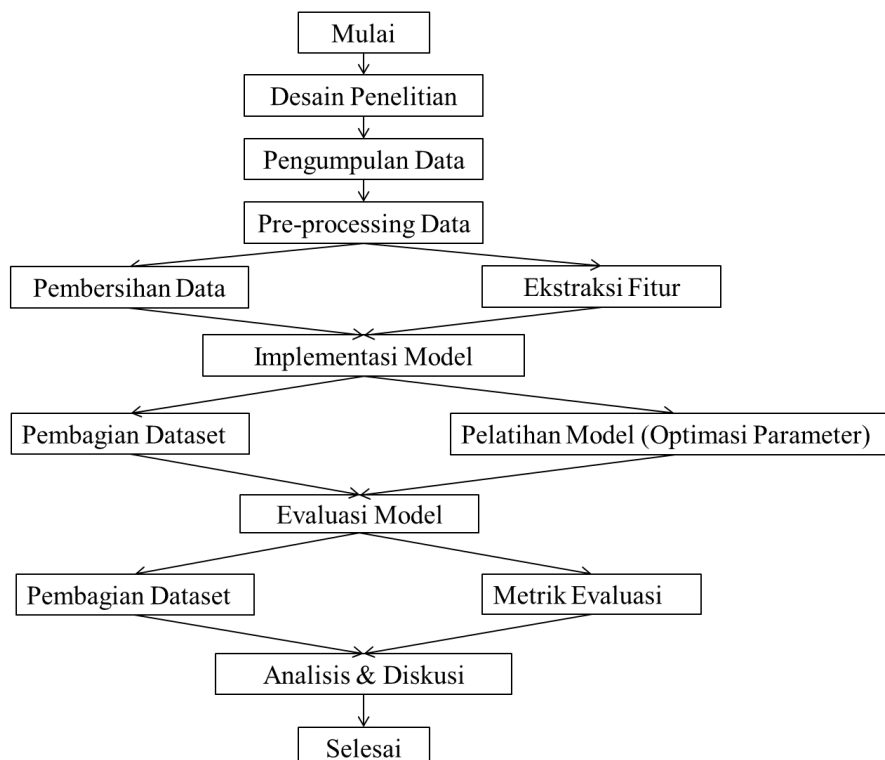 Mulai
Desain Penelitian
Pengumpulan Data
Pre-processing Data
Pembersihan Data
Ekstraksi Fitur
Implementasi Model
Pembagian Dataset
Pelatihan Model (Optimasi Parameter)
Evaluasi Model
Pembagian Dataset
Metrik Evaluasi
Analisis & Diskusi
Selesai